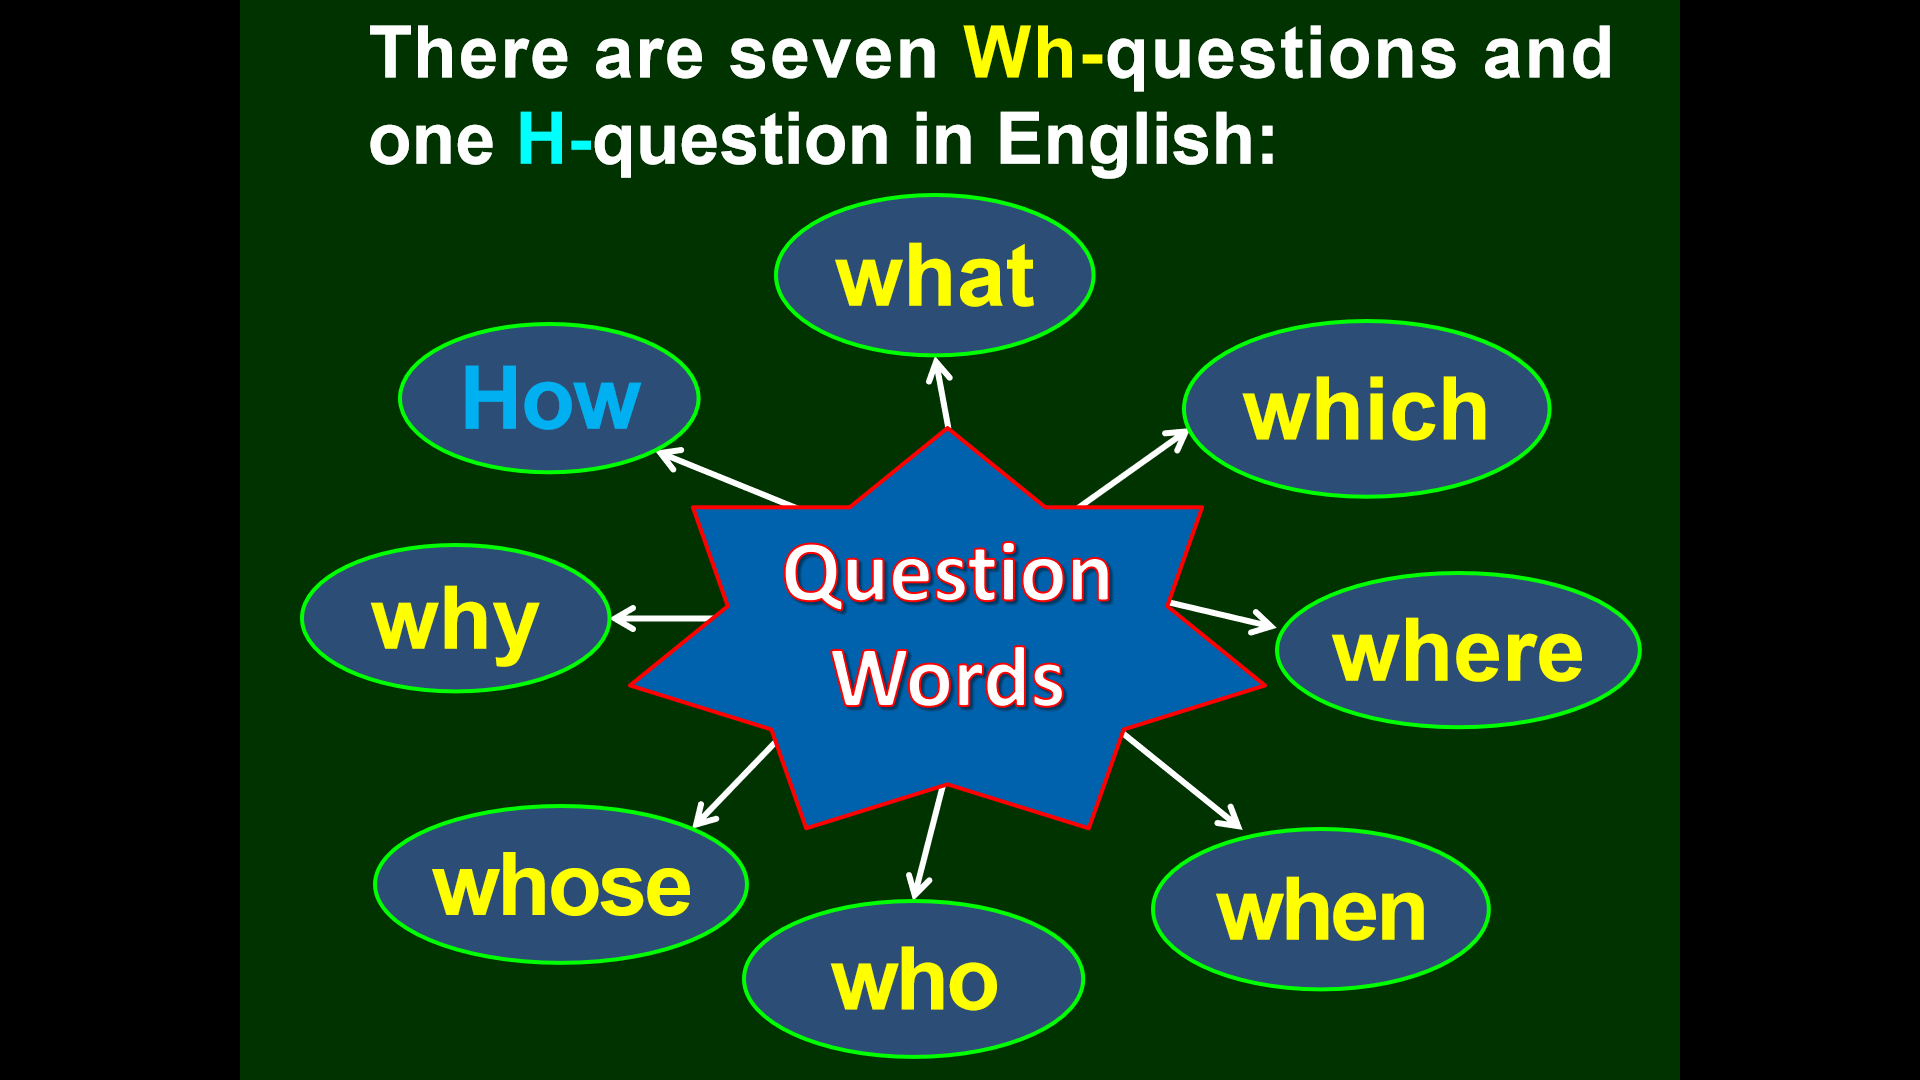 There are seven Wh-questions and
one H-question in English:
what
How
which
Question
Words
why
where
whose
when
who